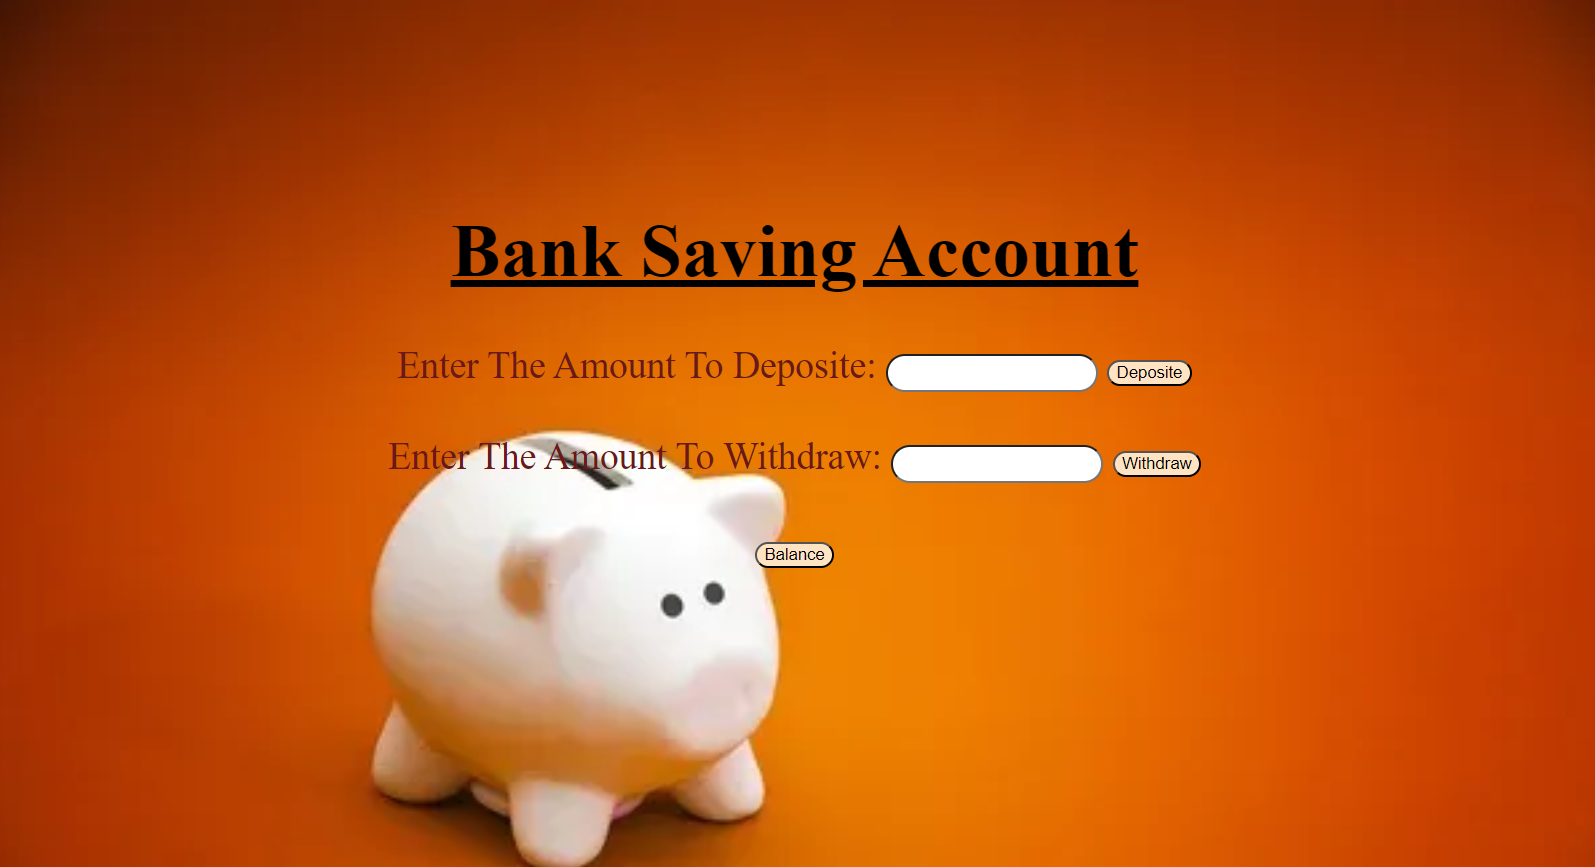 Bank Saving Account
Enter The Amount To Deposite: Deposite
Enter The Amount To Withdraw: Withdraw
Balance